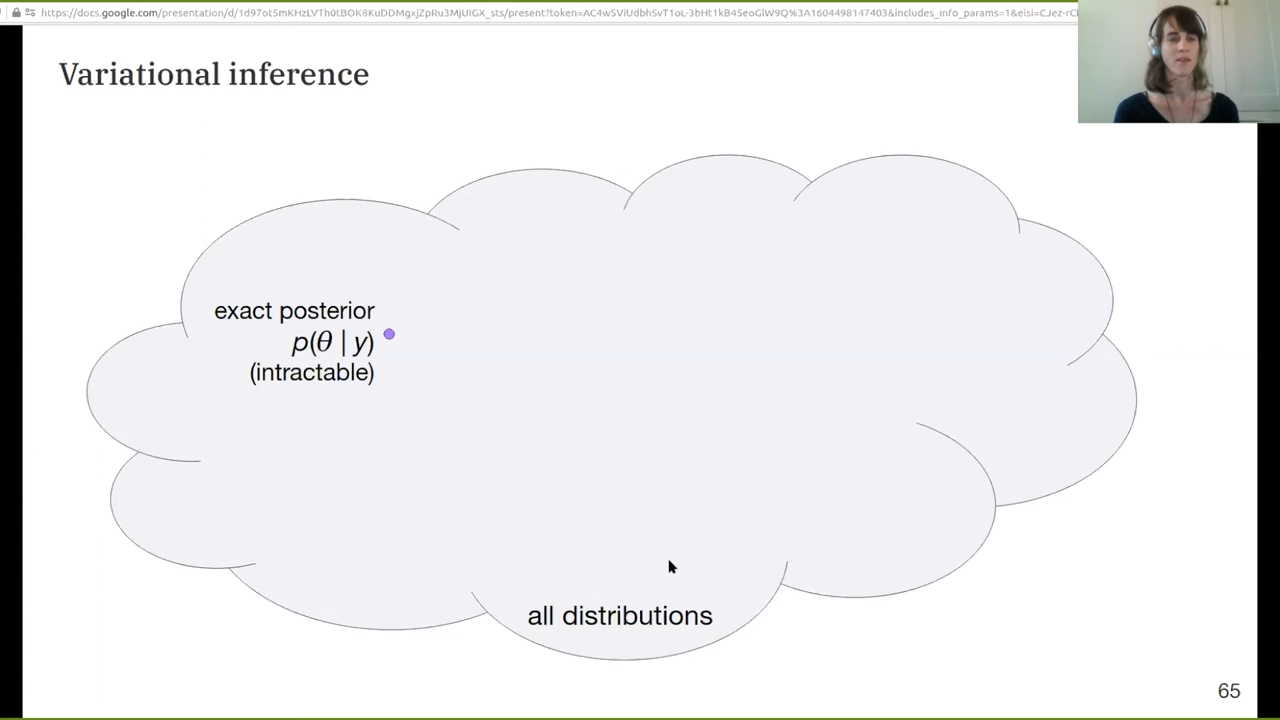 Variational inference
exact posterior
p(θ | y)
(intractable)
all distributions
65